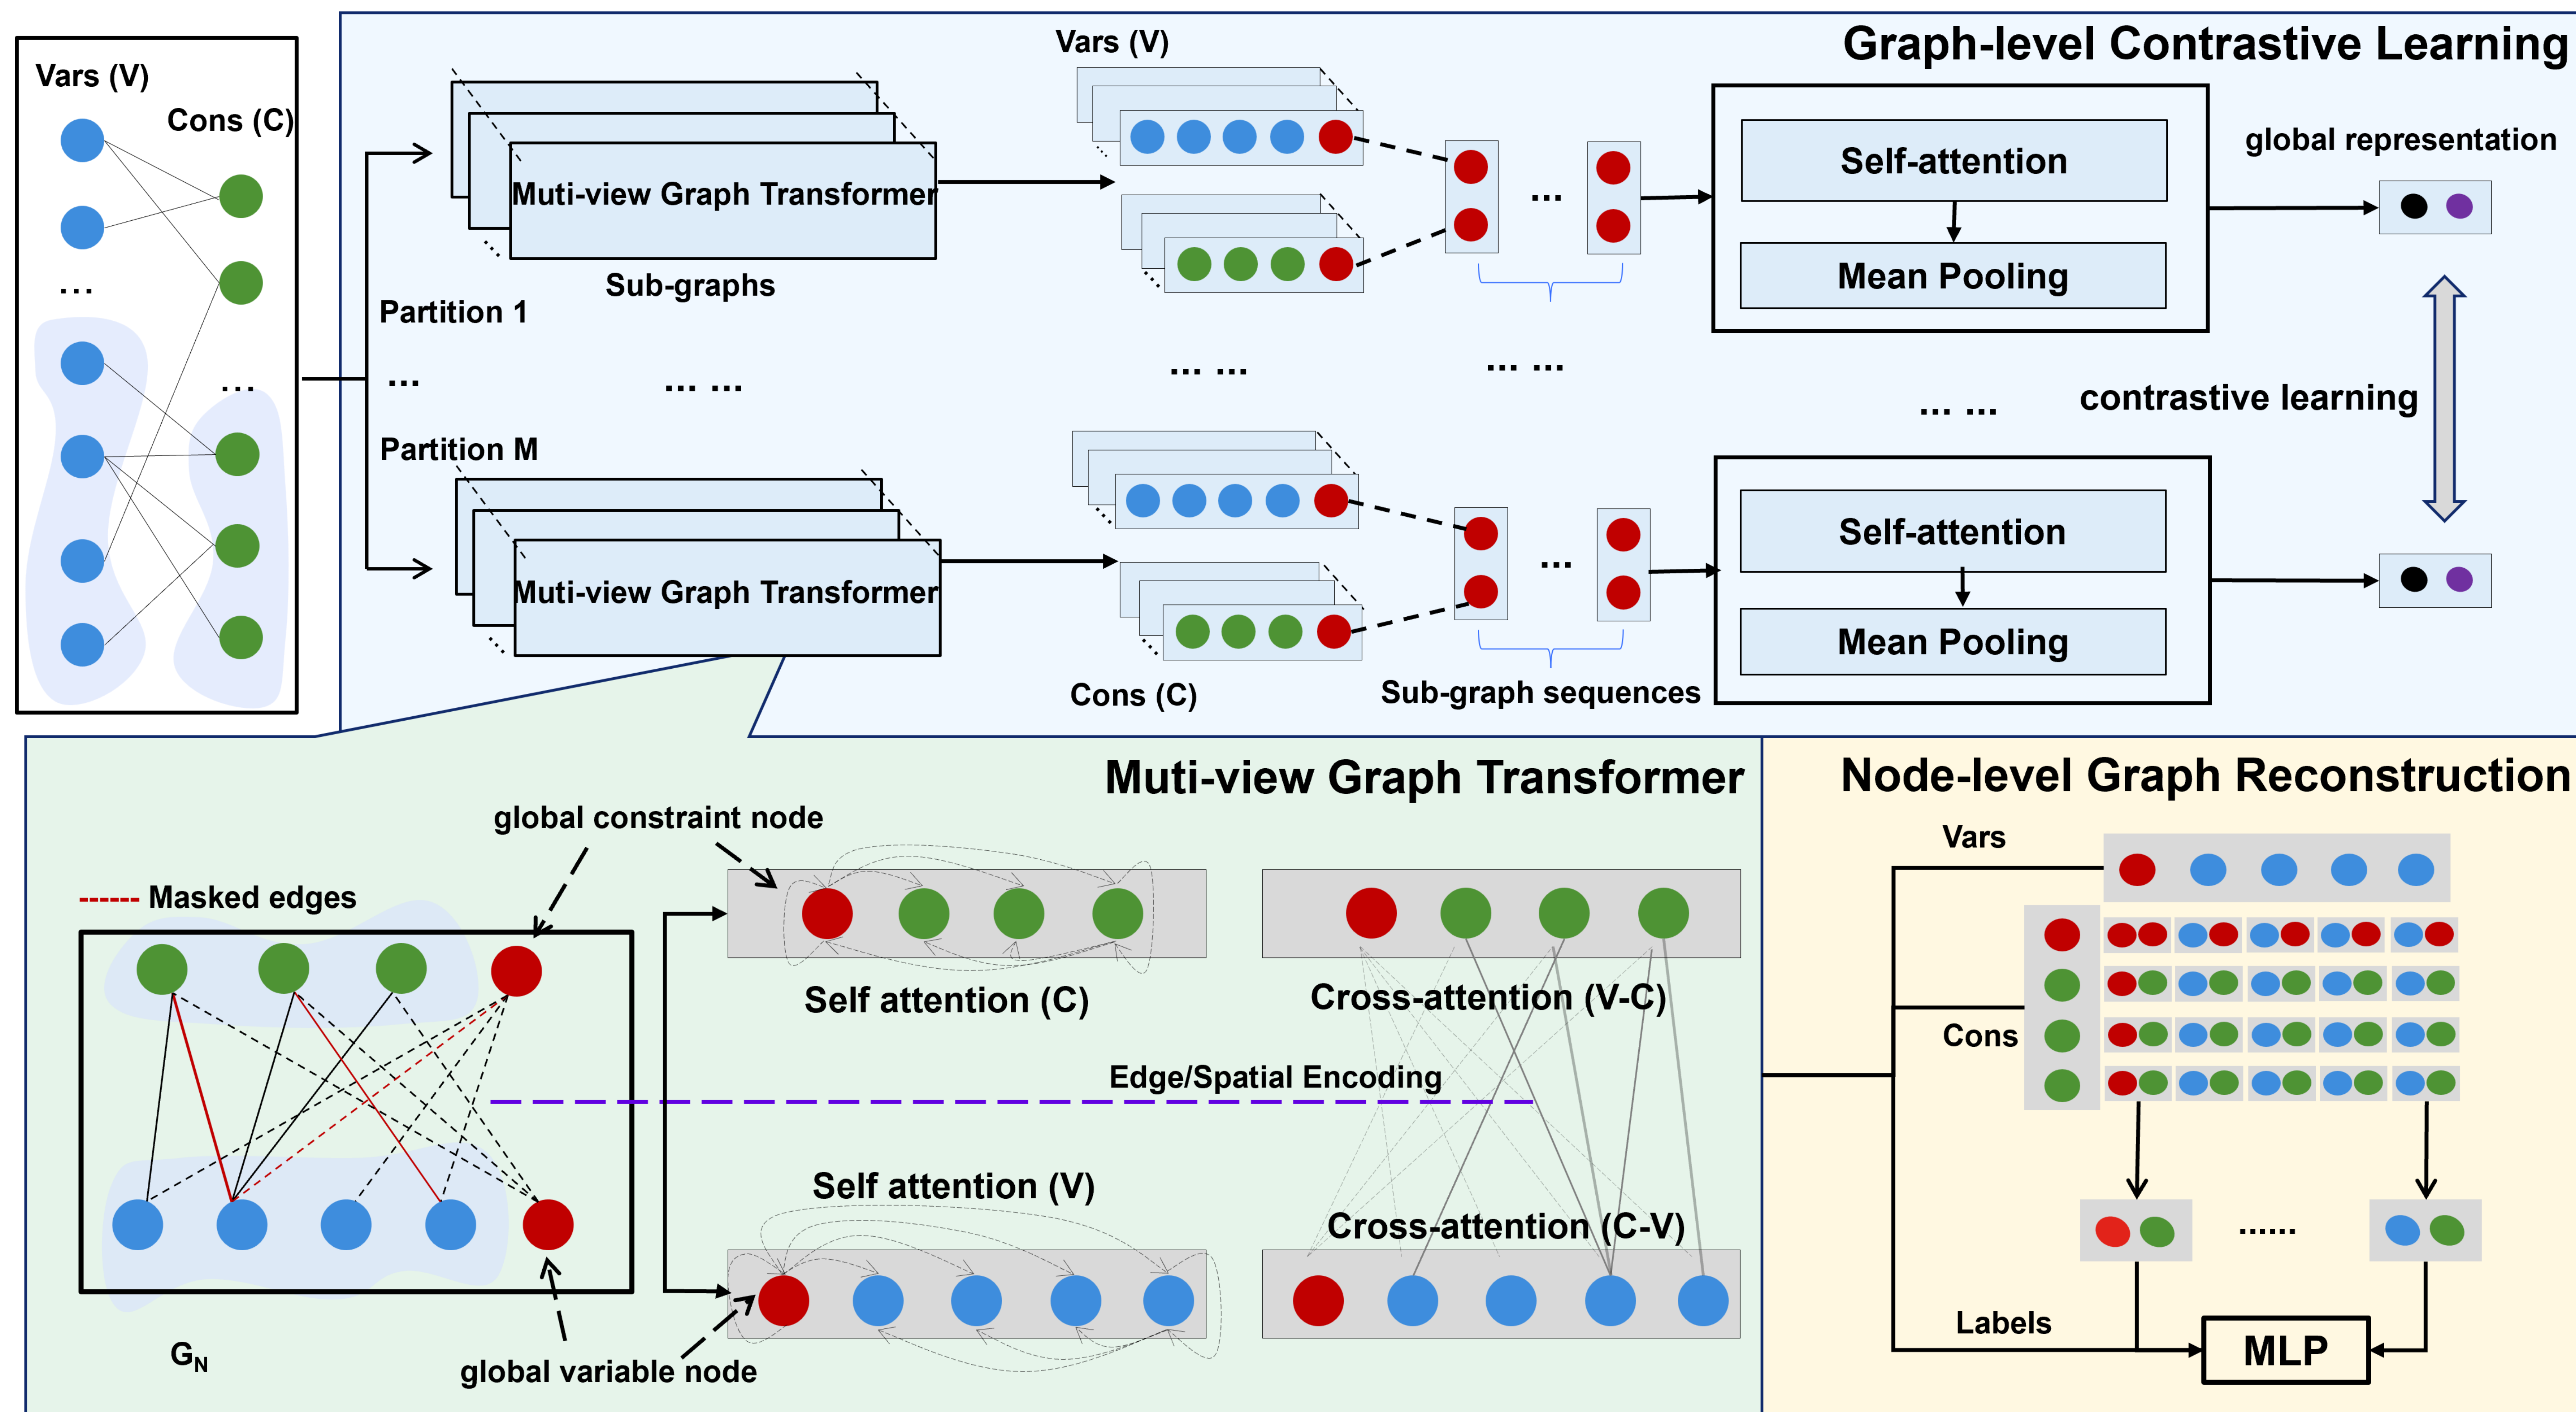 Graph-level Contrastive Learning
Vars (V)
Cons (C)
...
...
Partition 1
...
Partition M
Muti-view Graph Transformer
Sub-graphs
... ...
Muti-view Graph Transformer
Vars (V)
... ...
Cons (C)
...
... ...
...
Sub-graph sequences
Self-attention
Mean Pooling
... ...
Self-attention
Mean Pooling
global representation
contrastive learning
Muti-view Graph Transformer
global constraint node
Masked edges
G_N
global variable node
Self attention (C)
Cross-attention (V-C)
Edge/Spatial Encoding
Self attention (V)
Cross-attention (C-V)
Node-level Graph Reconstruction
Vars
Cons
......
Labels
MLP